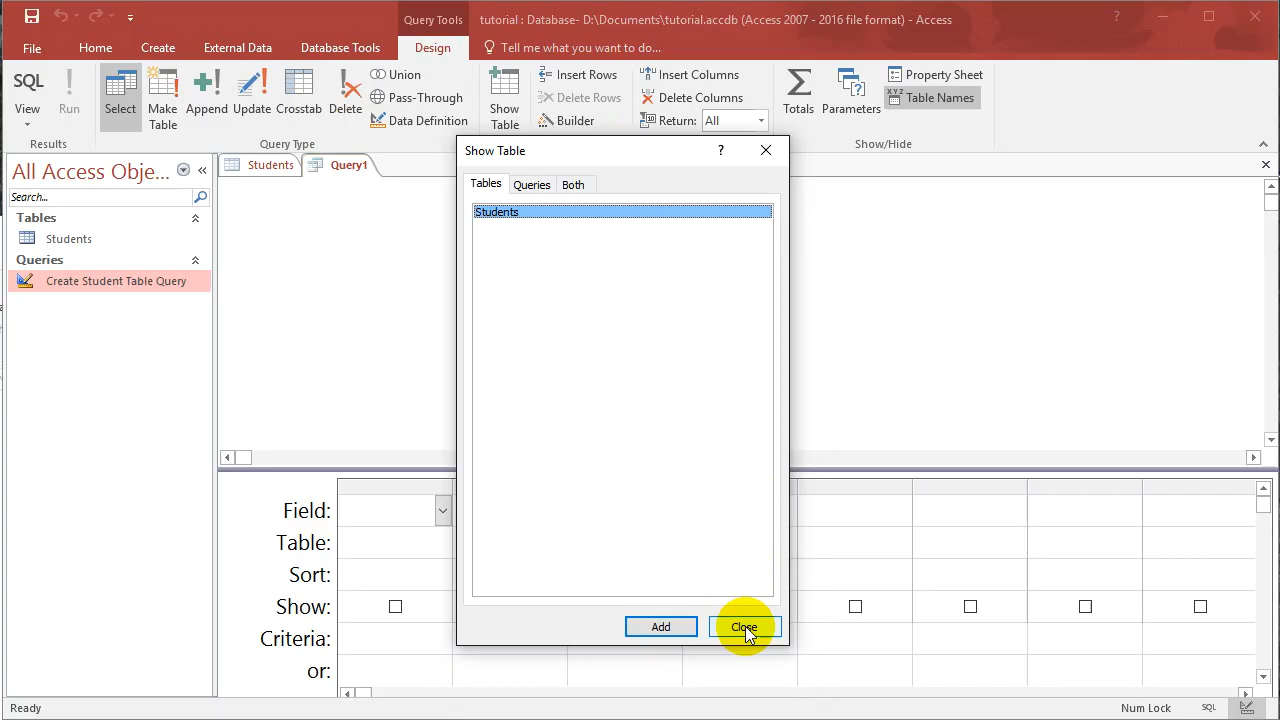 Query Tools
tutorial : Database- D:\Documents\tutorial.accdb (Access 2007 - 2016 file format) - Access
?
File
Home
Create
External Data
Database Tools
Design
Tell me what you want to do...
SQL
View
Run
Results
Select
Make
Table
Append
Update
Crosstab
Delete
Union
Pass-Through
Data Definition
Query Type
Show
Table
Insert Rows
Delete Rows
Builder
Insert Columns
Delete Columns
Return: All
Totals
Parameters
Property Sheet
XYZ Table Names
Show/Hide
All Access Obje...
Search...
Tables
Students
Queries
Create Student Table Query
Students
Query1
Show Table
?
Tables
Queries
Both
Students
Add
Close
Field:
Table:
Sort:
Show:
Criteria:
or:
Ready
Num Lock
SQL